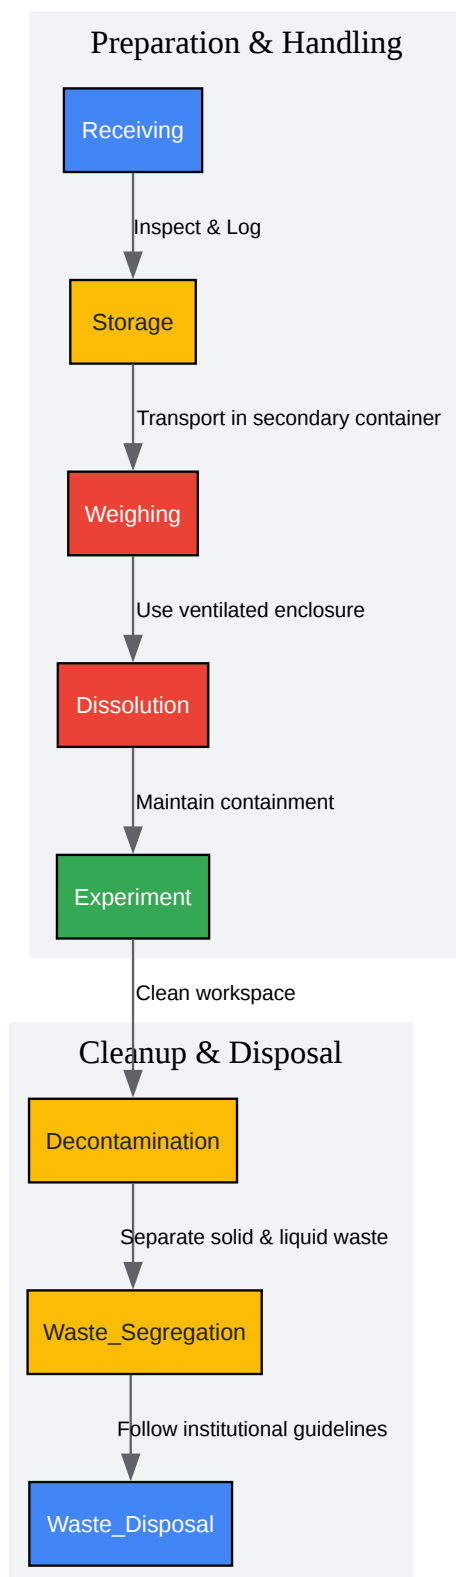 Preparation & Handling
Receiving
Inspect & Log
Storage
Transport in secondary container
Weighing
Use ventilated enclosure
Dissolution
Maintain containment
Experiment
Clean workspace
Cleanup & Disposal
Decontamination
Separate solid & liquid waste
Waste_Segregation
Follow institutional guidelines
Waste_Disposal